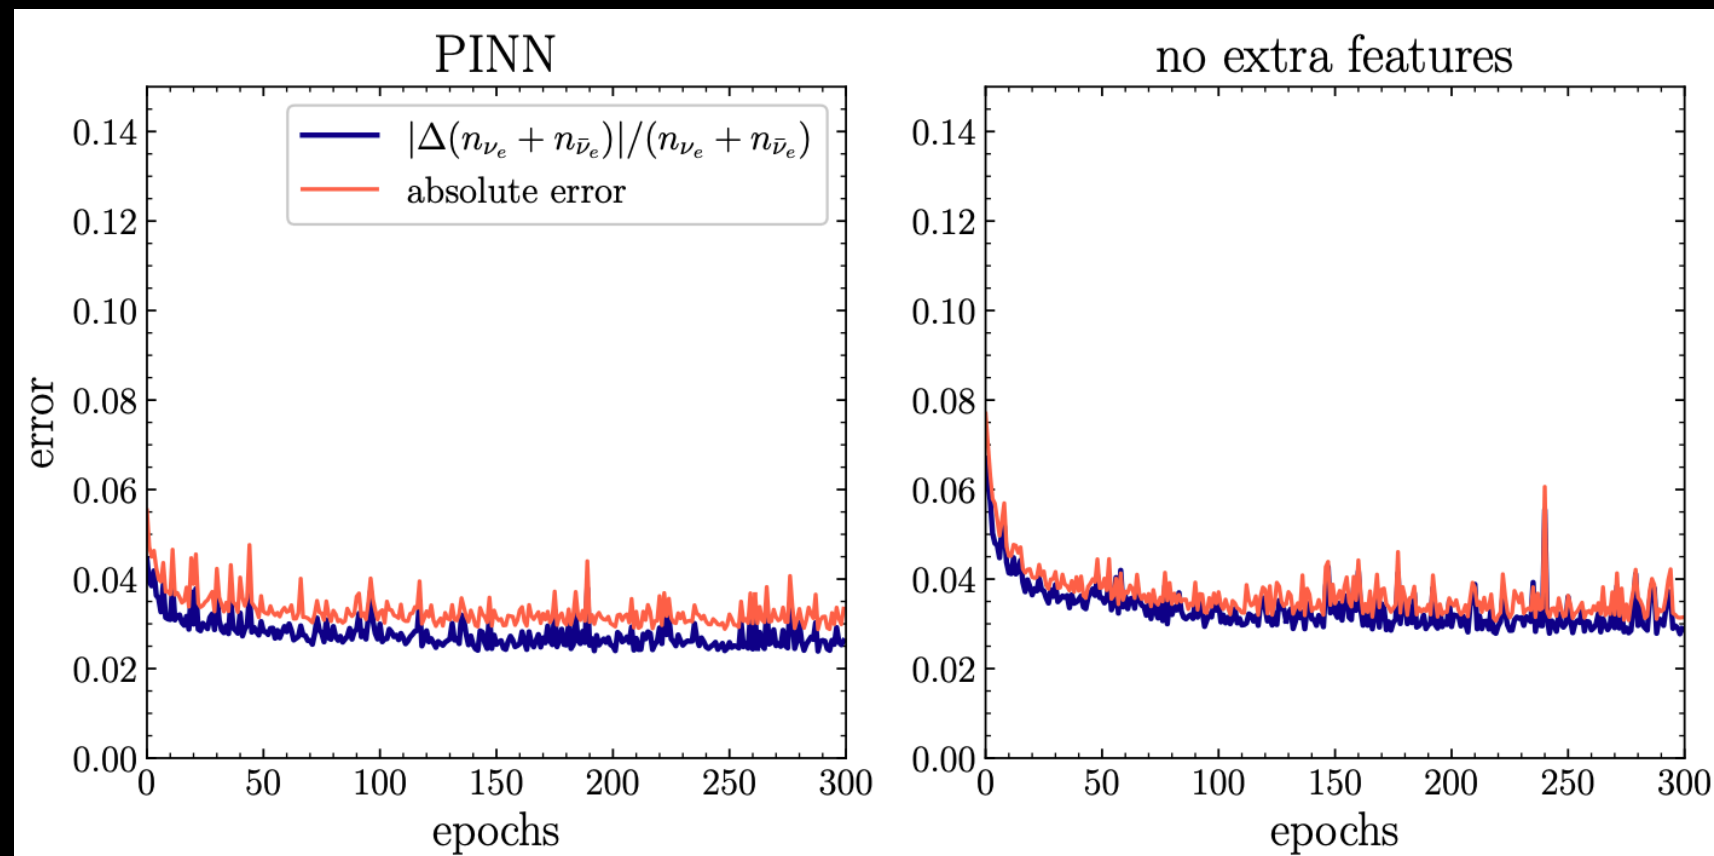 PINN
|Δ(n_{ν_e} + n_{ν̄_e})|/(n_{ν_e} + n_{ν̄_e})
absolute error
error
0.14
0.12
0.10
0.08
0.06
0.04
0.02
0.00
0 50 100 150 200 250 300
epochs
no extra features
0.14
0.12
0.10
0.08
0.06
0.04
0.02
0.00
0 50 100 150 200 250 300
epochs